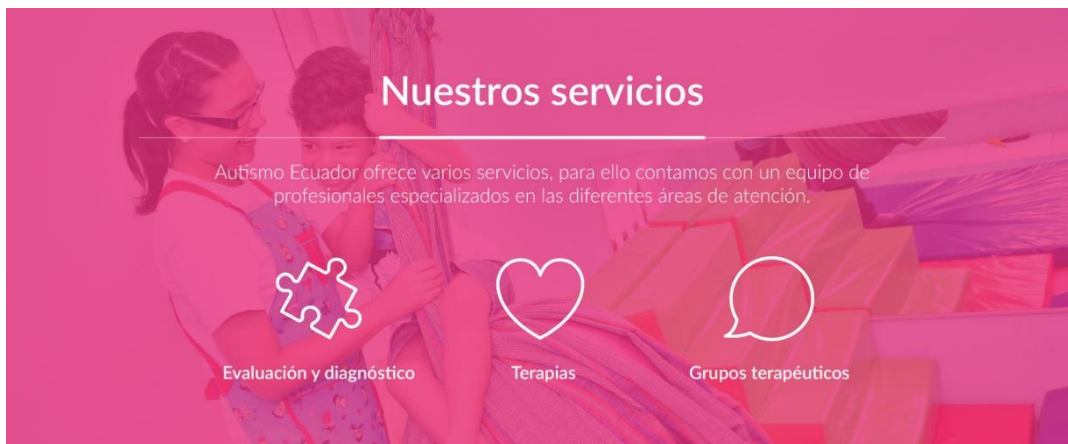 Nuestros servicios
Autismo Ecuador ofrece varios servicios, para ello contamos con un equipo de
profesionales especializados en las diferentes áreas de atención.
Evaluación y diagnóstico
Terapias
Grupos terapéuticos